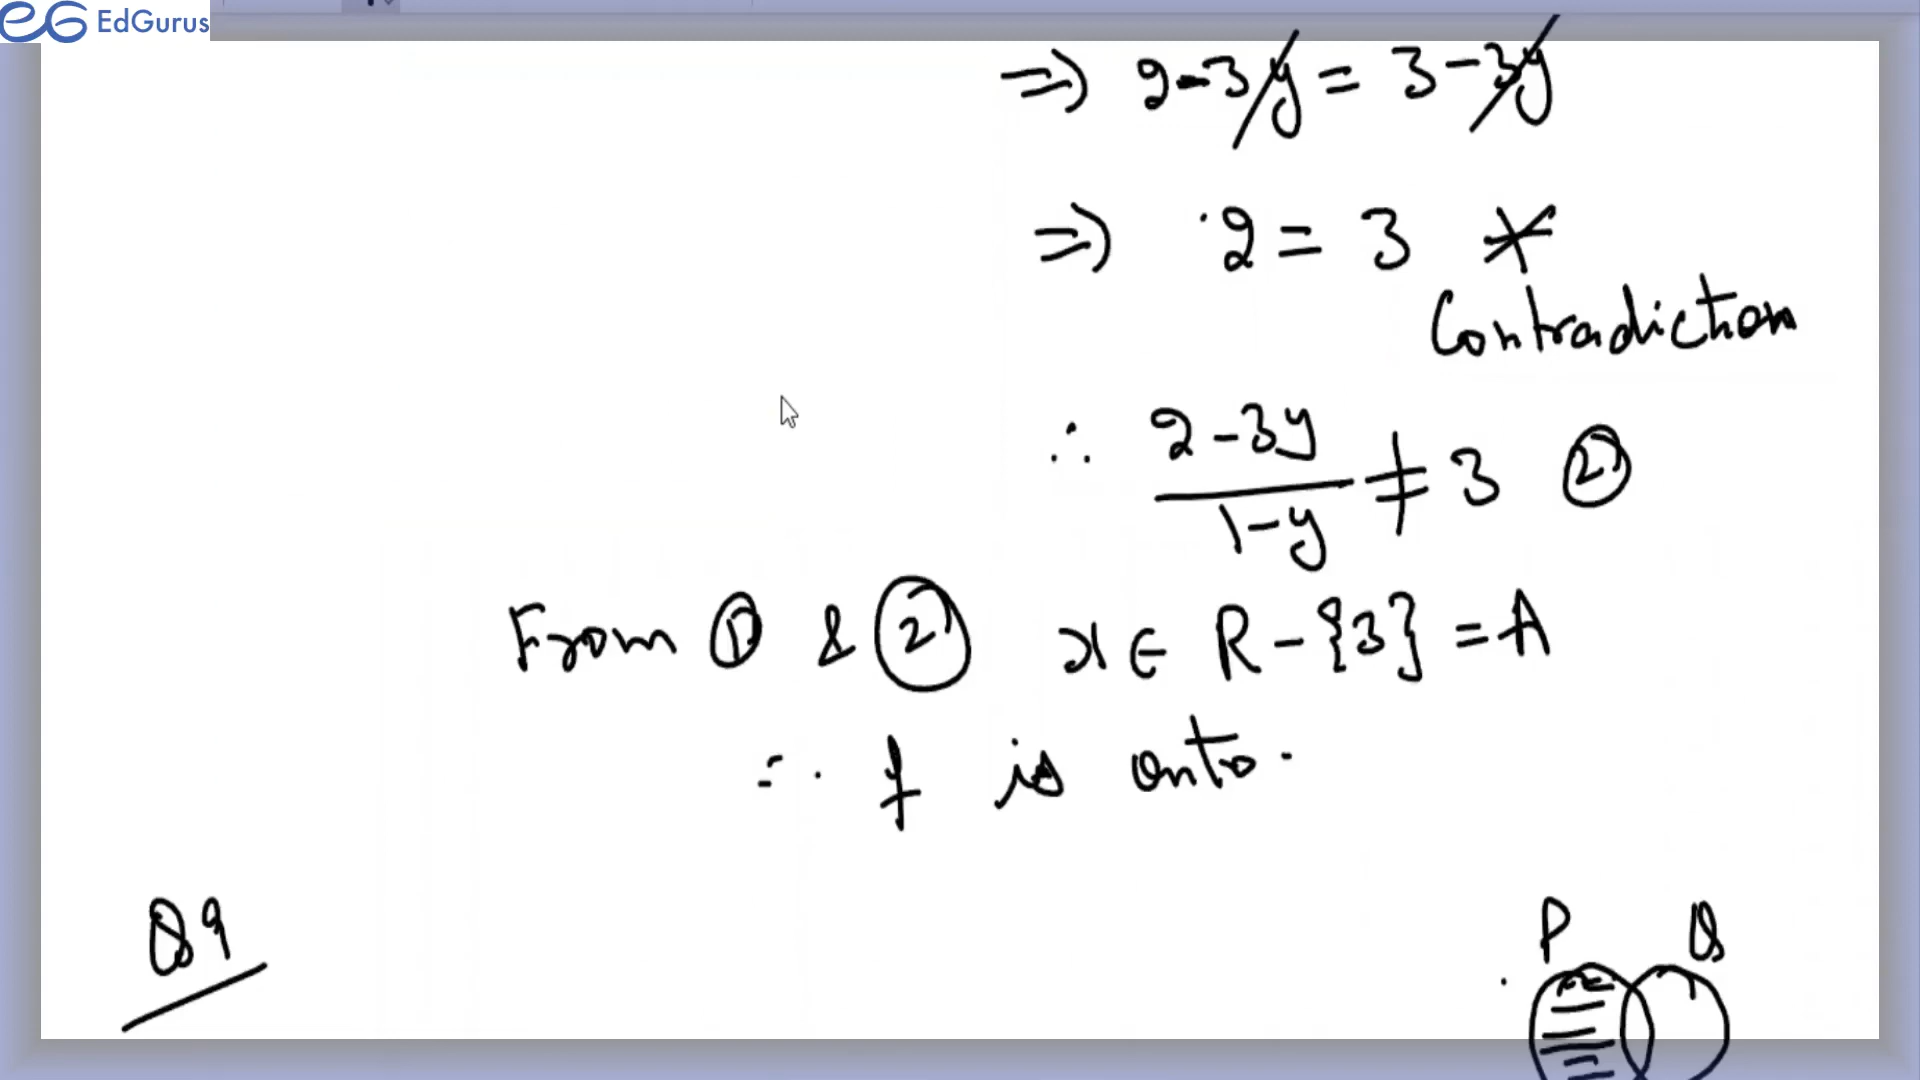 EdGurus
=> 2-3y = 3-3y
=> 2 = 3
Contradiction
∴ 2-3y / 1-y ≠ 3 ②
From ① & ② x ∈ R - {3} = A
∴ f is onto.
Q9
P Q